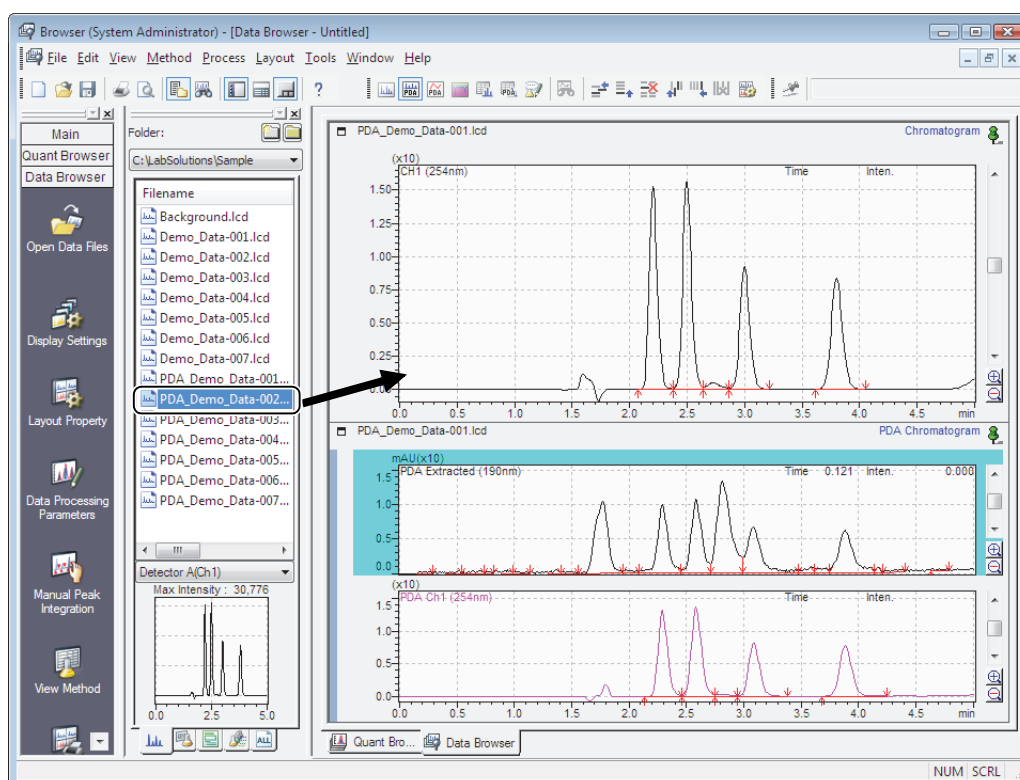 Browser (System Administrator) - [Data Browser - Untitled]
File Edit View Method Process Layout Tools Window Help
Main
Quant Browser
Data Browser
Open Data Files
Display Settings
Layout Property
Data Processing
Parameters
Manual Peak
Integration
View Method
Folder:
C:\LabSolutions\Sample
Filename
Background.lcd
Demo_Data-001.lcd
Demo_Data-002.lcd
Demo_Data-003.lcd
Demo_Data-004.lcd
Demo_Data-005.lcd
Demo_Data-006.lcd
Demo_Data-007.lcd
PDA_Demo_Data-001...
PDA_Demo_Data-002...
PDA_Demo_Data-003...
PDA_Demo_Data-004...
PDA_Demo_Data-005...
PDA_Demo_Data-006...
PDA_Demo_Data-007...
Detector A(Ch1)
Max Intensity : 30,776
0.0 2.5 5.0
ALL
PDA_Demo_Data-001.lcd Chromatogram
(x10)
CH1 (254nm) Time Inten.
1.50
1.25
1.00
0.75
0.50
0.25
0.0 0.5 1.0 1.5 2.0 2.5 3.0 3.5 4.0 4.5 min
PDA_Demo_Data-001.lcd PDA Chromatogram
mAU(x10)
PDA Extracted (190nm) Time 0.121 Inten. 0.000
1.5
1.0
0.5
0.0
(x10)
PDA Ch1 (254nm) Time Inten.
1.5
1.0
0.5
0.0
0.0 0.5 1.0 1.5 2.0 2.5 3.0 3.5 4.0 4.5 min
Quant Bro... Data Browser
NUM SCRL